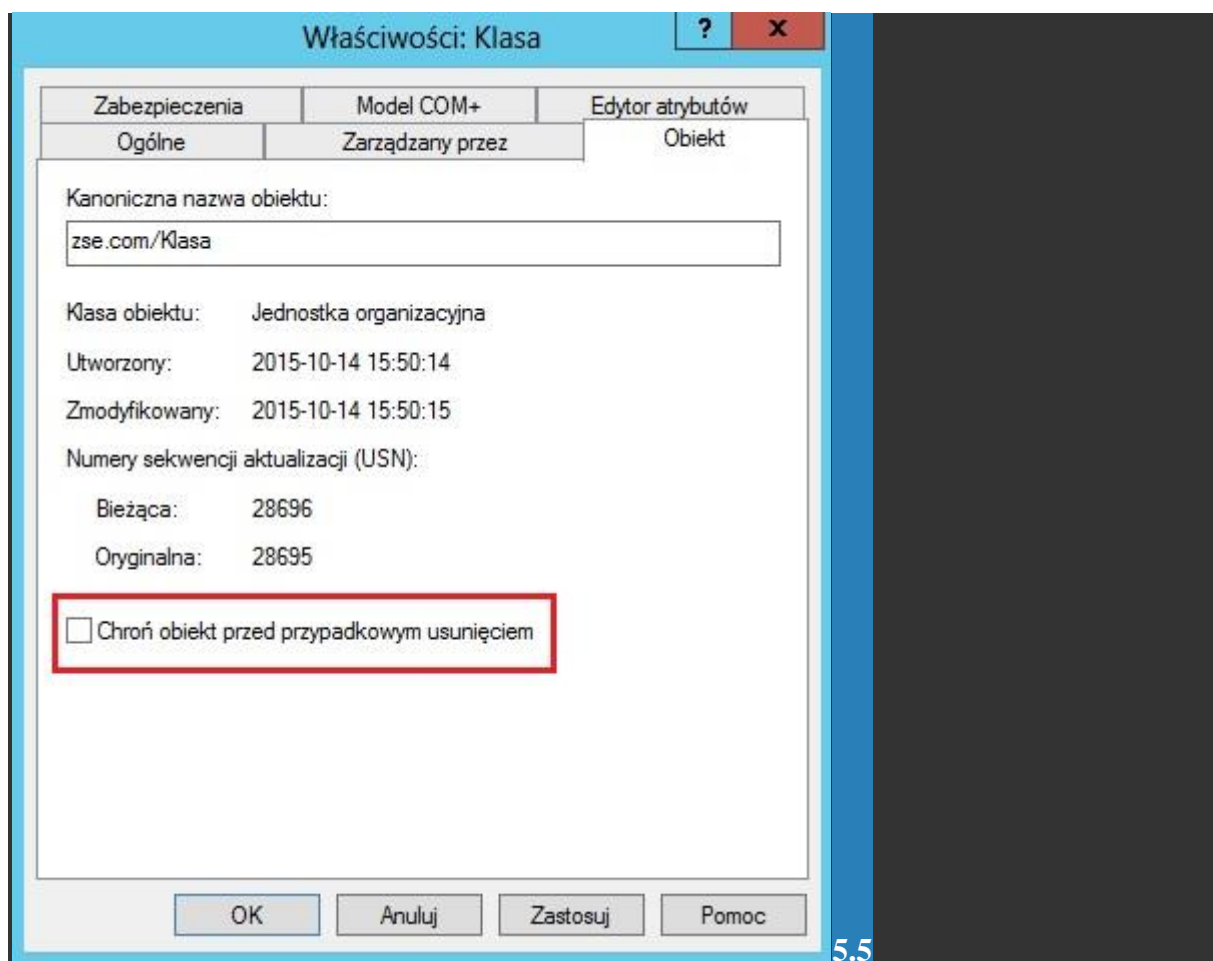 Właściwości: Klasa
? x
Zabezpieczenia Model COM+ Edytor atrybutów
Ogólne Zarządzany przez Obiekt
Kanoniczna nazwa obiektu:
zse.com/Klasa
Klasa obiektu: Jednostka organizacyjna
Utworzony: 2015-10-14 15:50:14
Zmodyfikowany: 2015-10-14 15:50:15
Numery sekwencji aktualizacji (USN):
Bieżąca: 28696
Oryginalna: 28695
Chroń obiekt przed przypadkowym usunięciem
OK Anuluj Zastosuj Pomoc
5.5